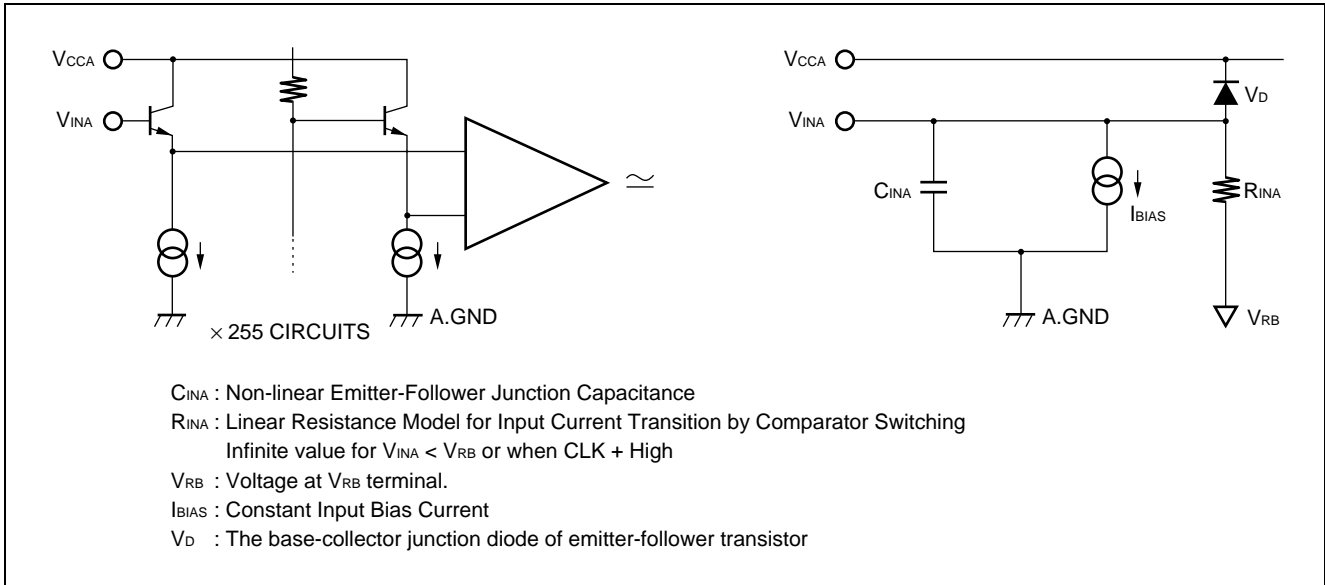 VCCA
VINA
× 255 CIRCUITS
A.GND
≃
VCCA
VD
VINA
CINA
IBIAS
RINA
A.GND
VRB
CINA : Non-linear Emitter-Follower Junction Capacitance
RINA : Linear Resistance Model for Input Current Transition by Comparator Switching
Infinite value for VINA < VRB or when CLK + High
VRB : Voltage at VRB terminal.
IBIAS : Constant Input Bias Current
VD : The base-collector junction diode of emitter-follower transistor